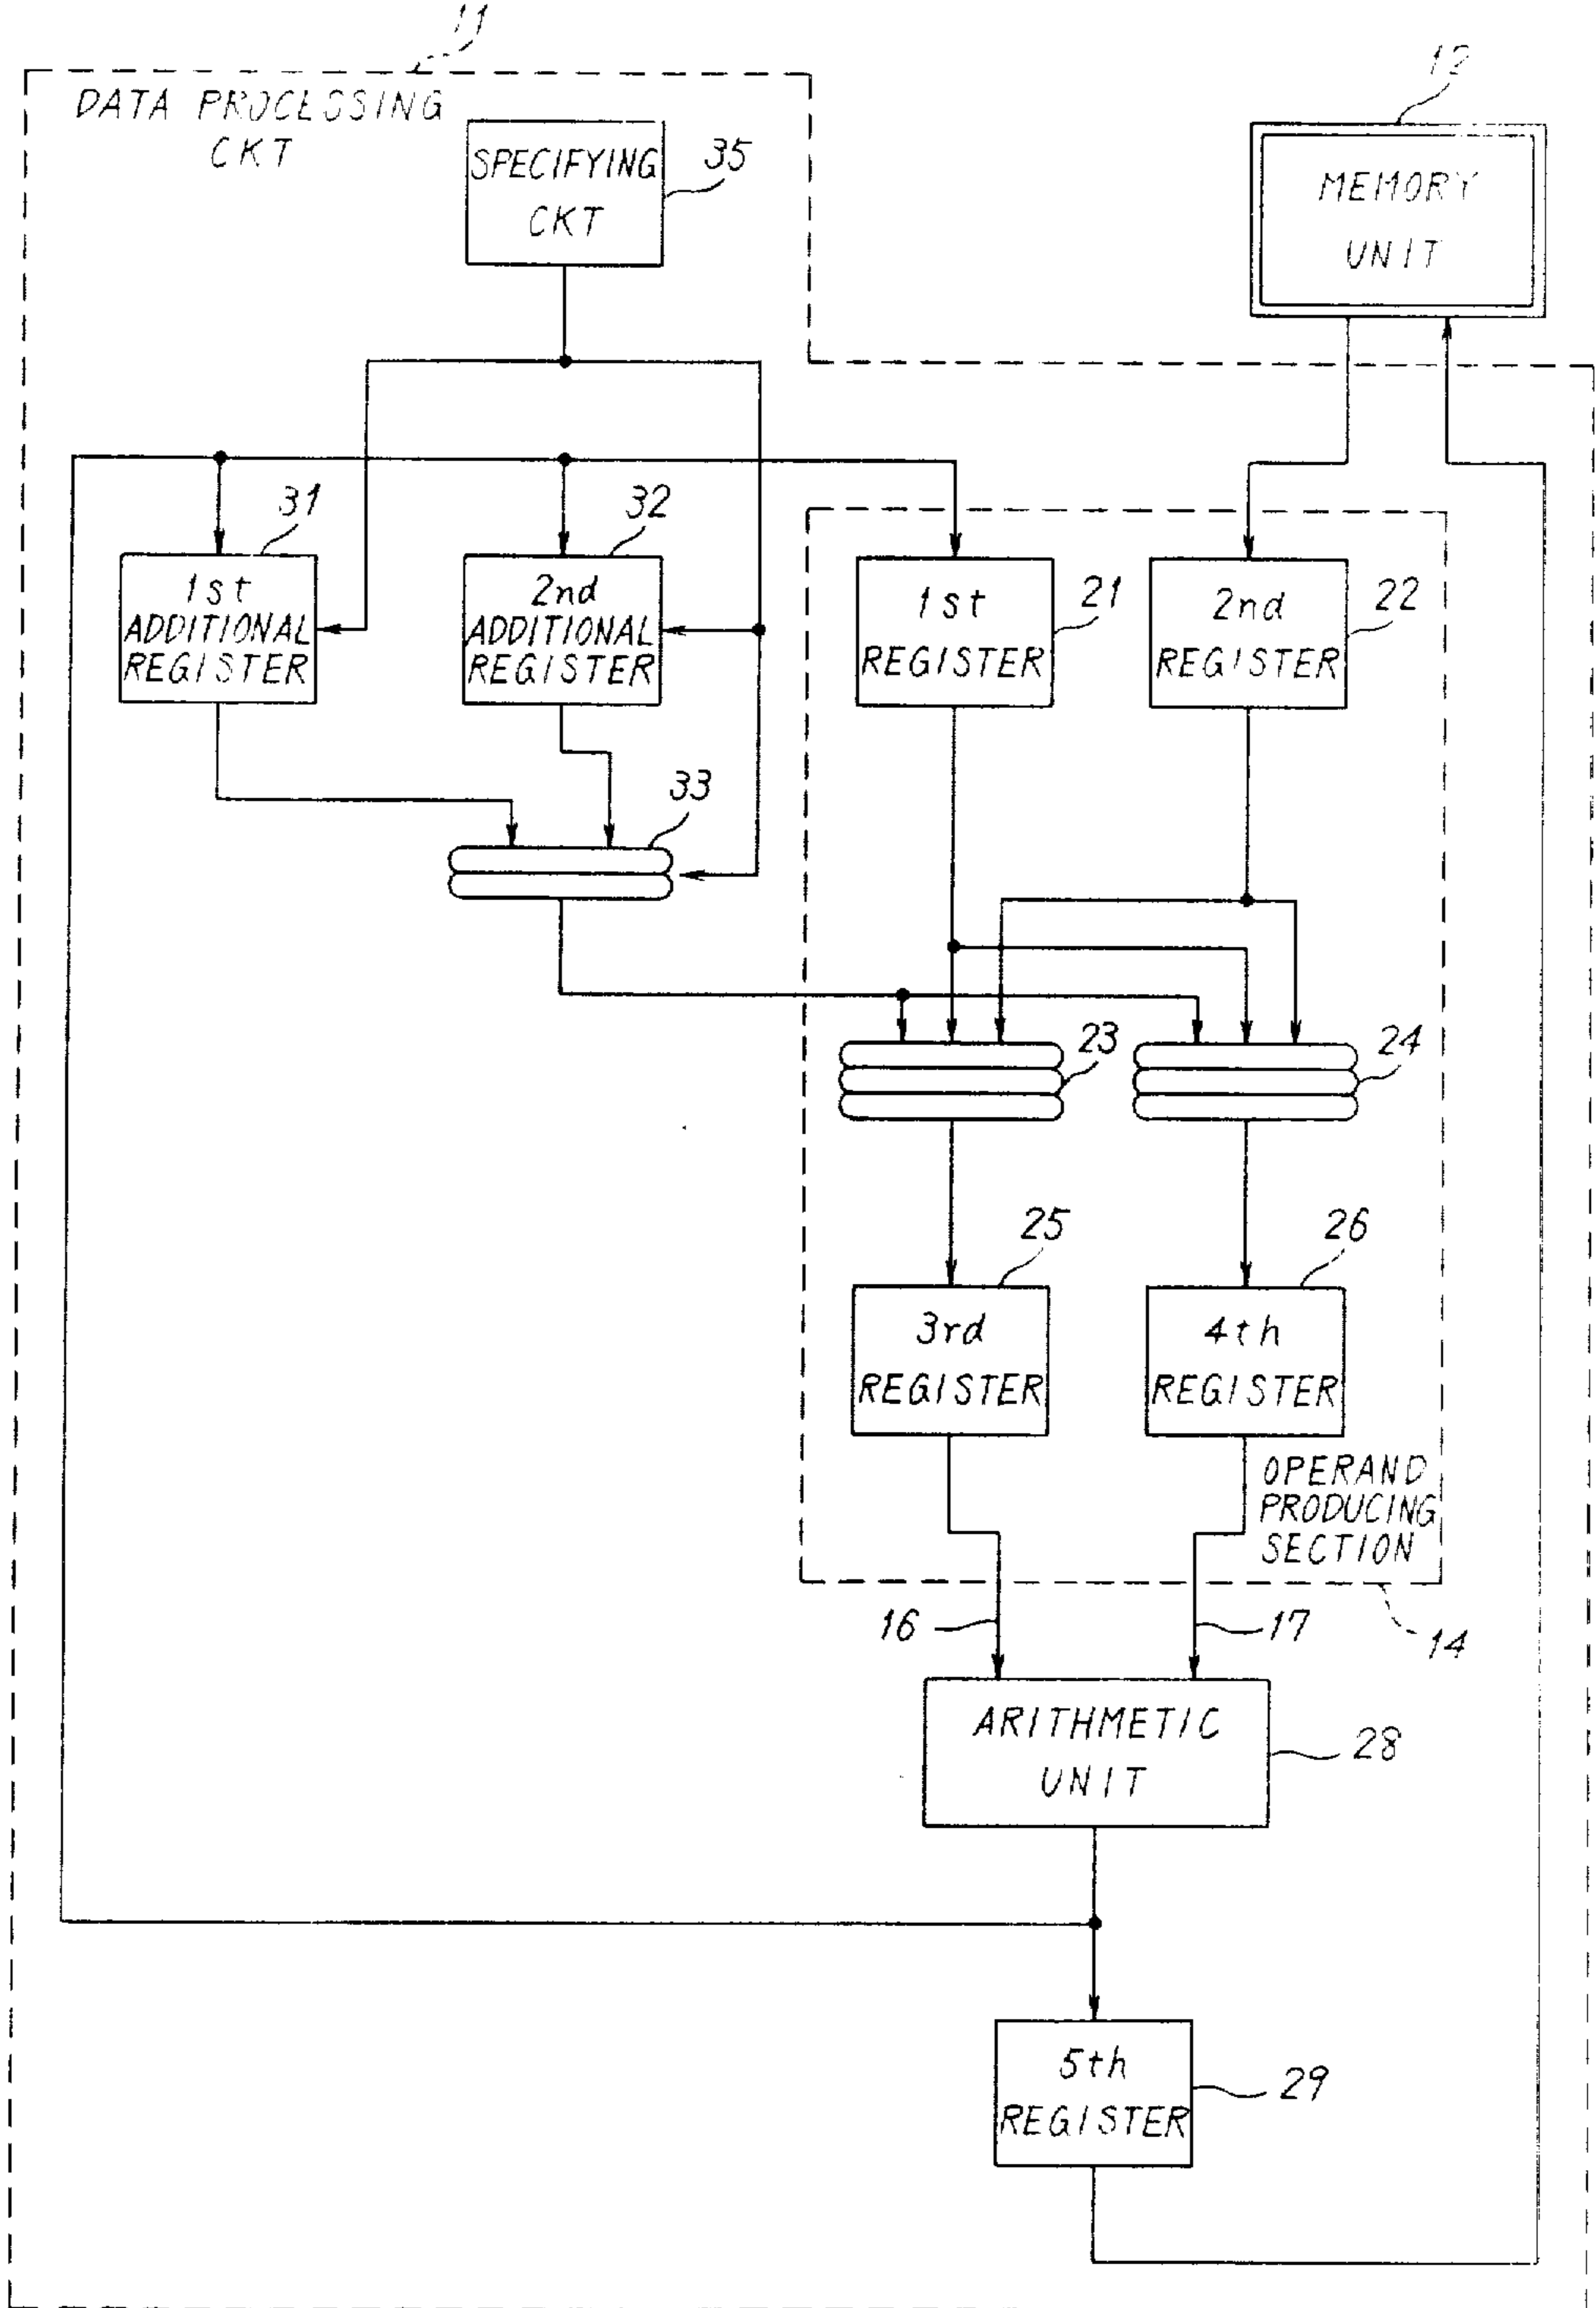 11
DATA PROCESSING
CKT
SPECIFYING
CKT
35
12
MEMORY
UNIT
31
1st
ADDITIONAL
REGISTER
32
2nd
ADDITIONAL
REGISTER
1st
REGISTER
21
2nd
REGISTER
22
33
23
24
25
3rd
REGISTER
26
4th
REGISTER
OPERAND
PRODUCING
SECTION
16
17
14
ARITHMETIC
UNIT
28
5th
REGISTER
29